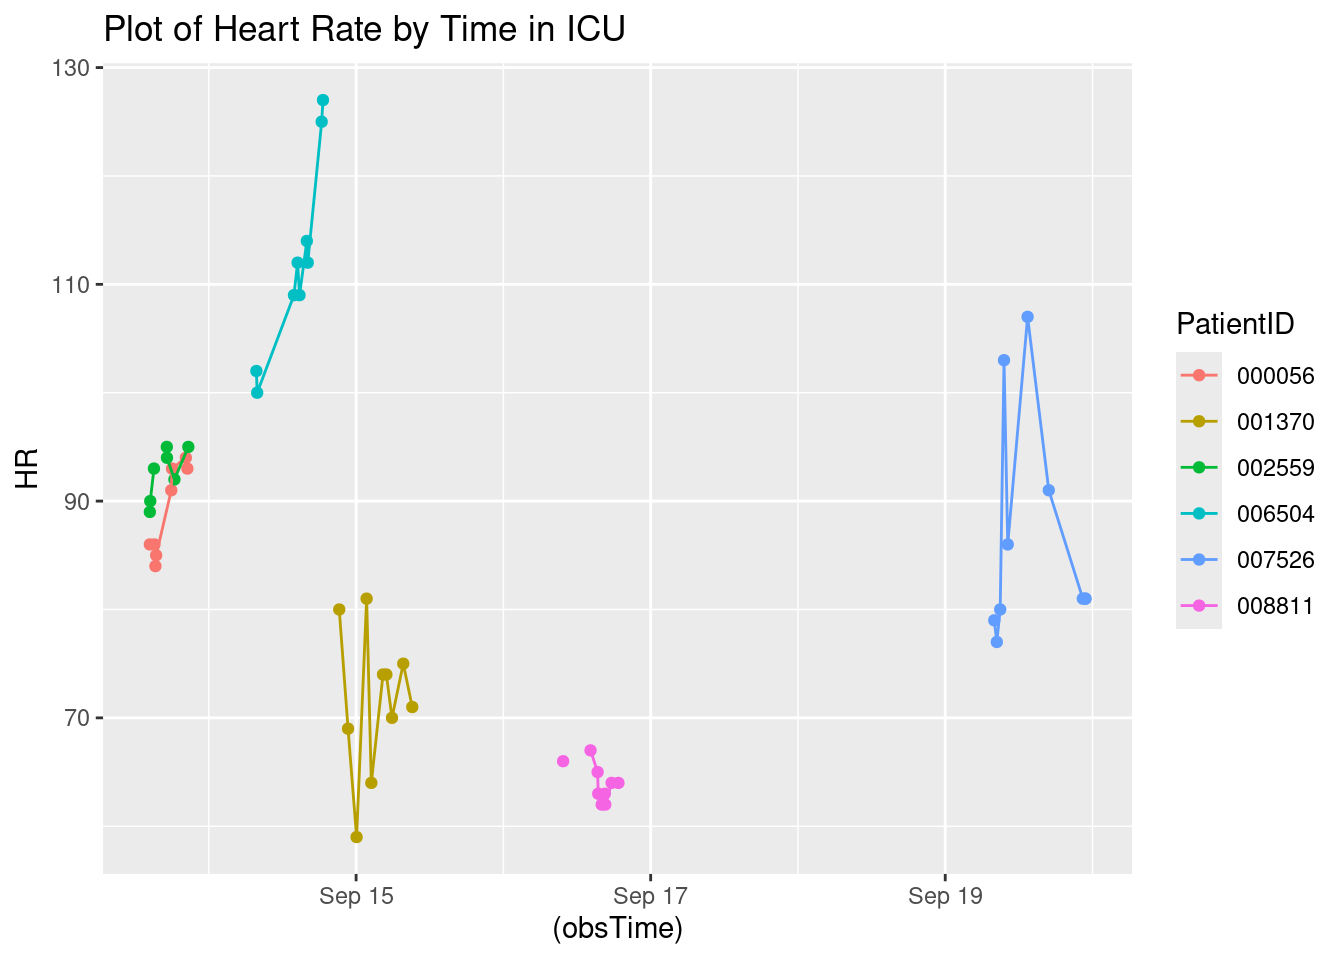 Plot of Heart Rate by Time in ICU
130
110
90
70
HR
Sep 15
Sep 17
Sep 19
(obsTime)
PatientID
000056
001370
002559
006504
007526
008811